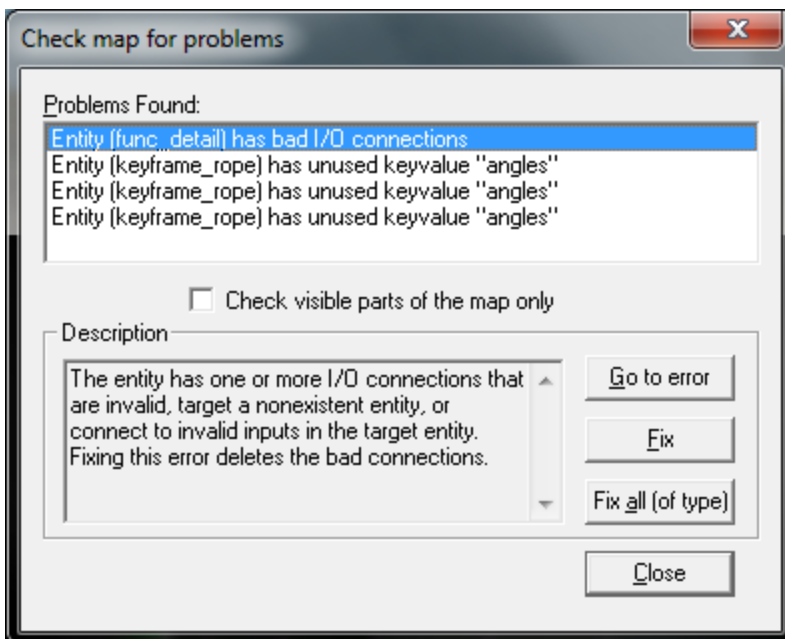 Check map for problems
Problems Found:
Entity (func_detail) has bad I/O connections
Entity (keyframe_rope) has unused keyvalue "angles"
Entity (keyframe_rope) has unused keyvalue "angles"
Entity (keyframe_rope) has unused keyvalue "angles"
Check visible parts of the map only
Description
The entity has one or more I/O connections that
are invalid, target a nonexistent entity, or
connect to invalid inputs in the target entity.
Fixing this error deletes the bad connections.
Go to error
Fix
Fix all (of type)
Close